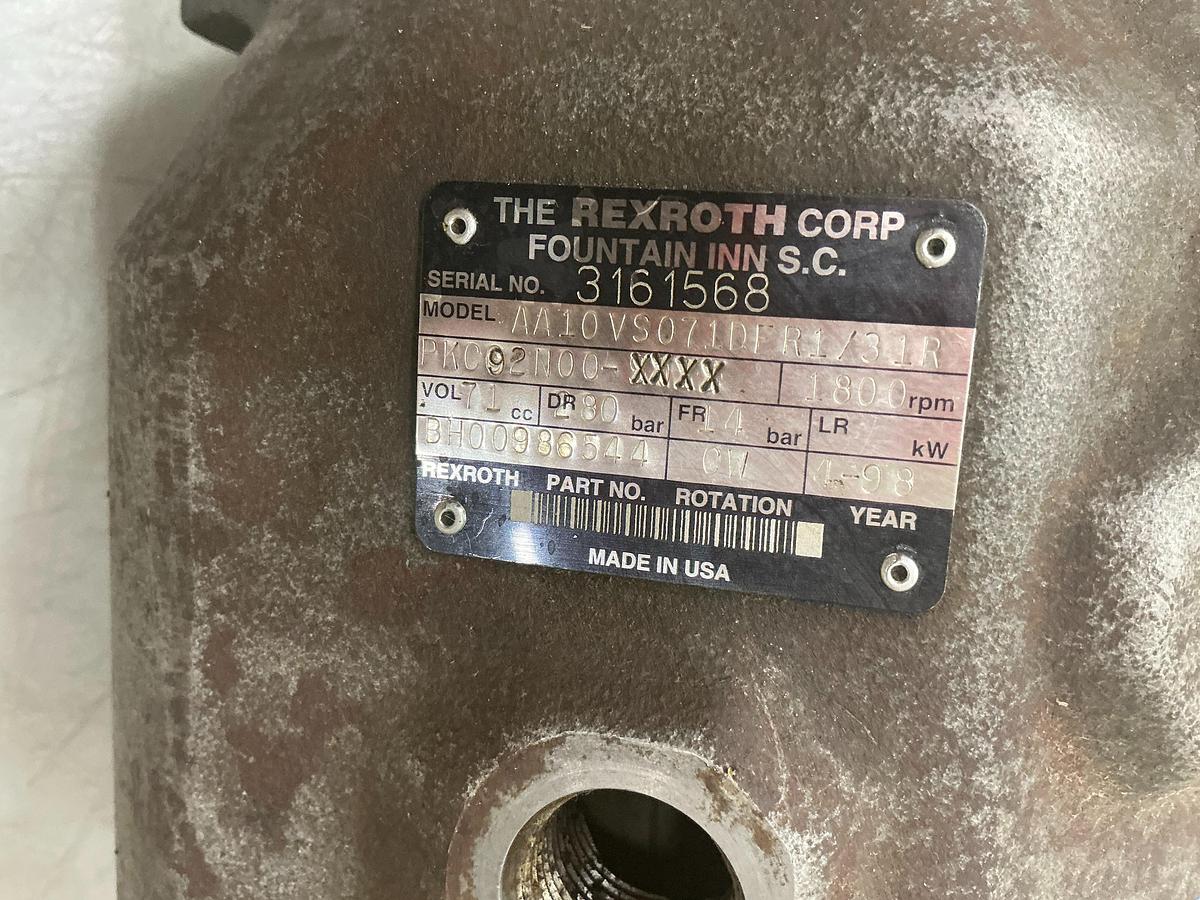 THE REXROTH CORP
FOUNTAIN INN S.C.
SERIAL NO. 3161568
MODEL AA10VSO71DFR1/31R
PKC92N00-XXXX 1800 rpm
VOL 71 cc DR 280 bar FR 14 bar LR kW
BH00986544 CW 4-98
REXROTH PART NO. ROTATION YEAR
MADE IN USA